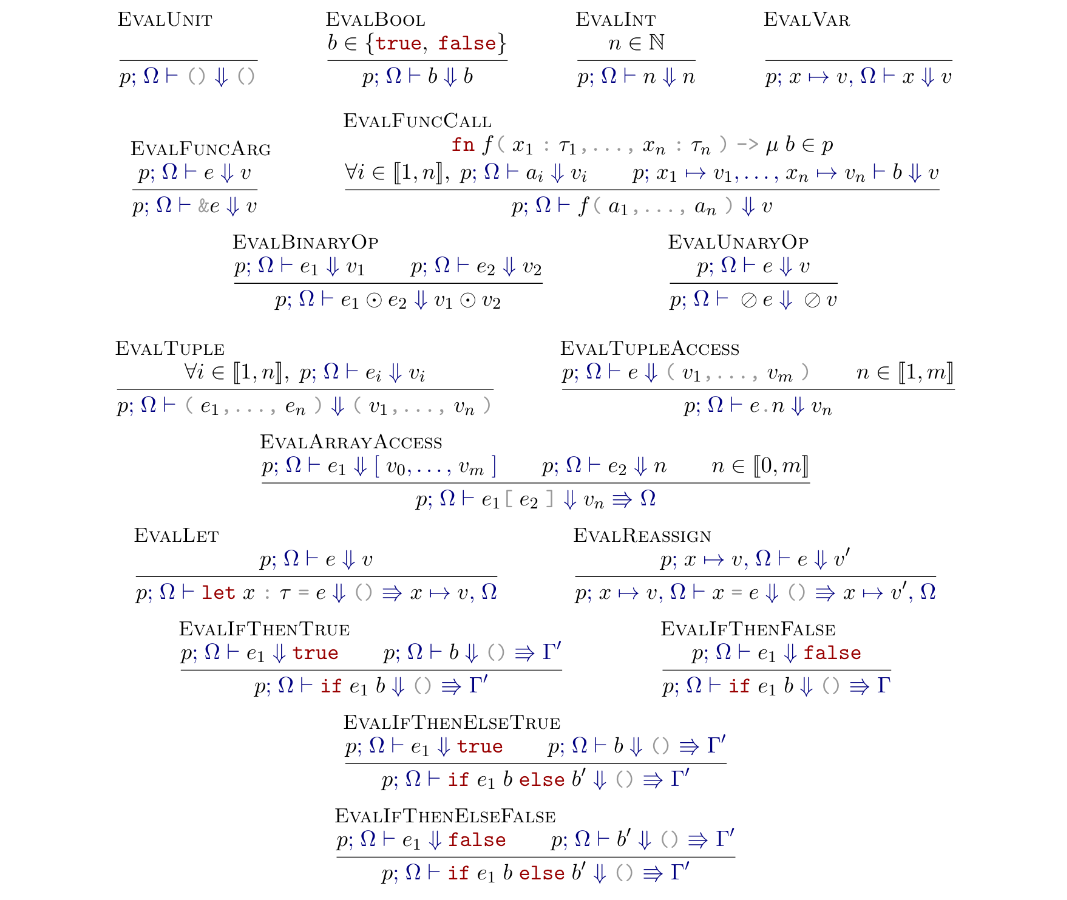 EvalUnit EvalBool EvalInt EvalVar
b ∈ {true, false} n ∈ ℕ
p; Ω ⊢ () ⇓ () p; Ω ⊢ b ⇓ b p; Ω ⊢ n ⇓ n p; x ↦ v, Ω ⊢ x ⇓ v
EvalFuncCall
EvalFuncArg fn f( x₁ : τ₁,..., xₙ : τₙ ) -> μ b ∈ p
p; Ω ⊢ e ⇓ v ∀i ∈ ⟦1, n⟧, p; Ω ⊢ aᵢ ⇓ vᵢ p; x₁ ↦ v₁,..., xₙ ↦ vₙ ⊢ b ⇓ v
p; Ω ⊢ &e ⇓ v p; Ω ⊢ f( a₁,..., aₙ ) ⇓ v
EvalBinaryOp EvalUnaryOp
p; Ω ⊢ e₁ ⇓ v₁ p; Ω ⊢ e₂ ⇓ v₂ p; Ω ⊢ e ⇓ v
p; Ω ⊢ e₁ ⊙ e₂ ⇓ v₁ ⊙ v₂ p; Ω ⊢ ⊘ e ⇓ ⊘ v
EvalTuple EvalTupleAccess
∀i ∈ ⟦1, n⟧, p; Ω ⊢ eᵢ ⇓ vᵢ p; Ω ⊢ e ⇓ ( v₁,..., vₘ ) n ∈ ⟦1, m⟧
p; Ω ⊢ ( e₁,..., eₙ ) ⇓ ( v₁,..., vₙ ) p; Ω ⊢ e.n ⇓ vₙ
EvalArrayAccess
p; Ω ⊢ e₁ ⇓ [ v₀,..., vₘ ] p; Ω ⊢ e₂ ⇓ n n ∈ ⟦0, m⟧
p; Ω ⊢ e₁[ e₂ ] ⇓ vₙ ⇛ Ω
EvalLet EvalReassign
p; Ω ⊢ e ⇓ v p; x ↦ v, Ω ⊢ e ⇓ v′
p; Ω ⊢ let x : τ = e ⇓ () ⇛ x ↦ v, Ω p; x ↦ v, Ω ⊢ x = e ⇓ () ⇛ x ↦ v′, Ω
EvalIfThenTrue EvalIfThenFalse
p; Ω ⊢ e₁ ⇓ true p; Ω ⊢ b ⇓ () ⇛ Γ′ p; Ω ⊢ e₁ ⇓ false
p; Ω ⊢ if e₁ b ⇓ () ⇛ Γ′ p; Ω ⊢ if e₁ b ⇓ () ⇛ Γ
EvalIfThenElseTrue
p; Ω ⊢ e₁ ⇓ true p; Ω ⊢ b ⇓ () ⇛ Γ′
p; Ω ⊢ if e₁ b else b′ ⇓ () ⇛ Γ′
EvalIfThenElseFalse
p; Ω ⊢ e₁ ⇓ false p; Ω ⊢ b′ ⇓ () ⇛ Γ′
p; Ω ⊢ if e₁ b else b′ ⇓ () ⇛ Γ′